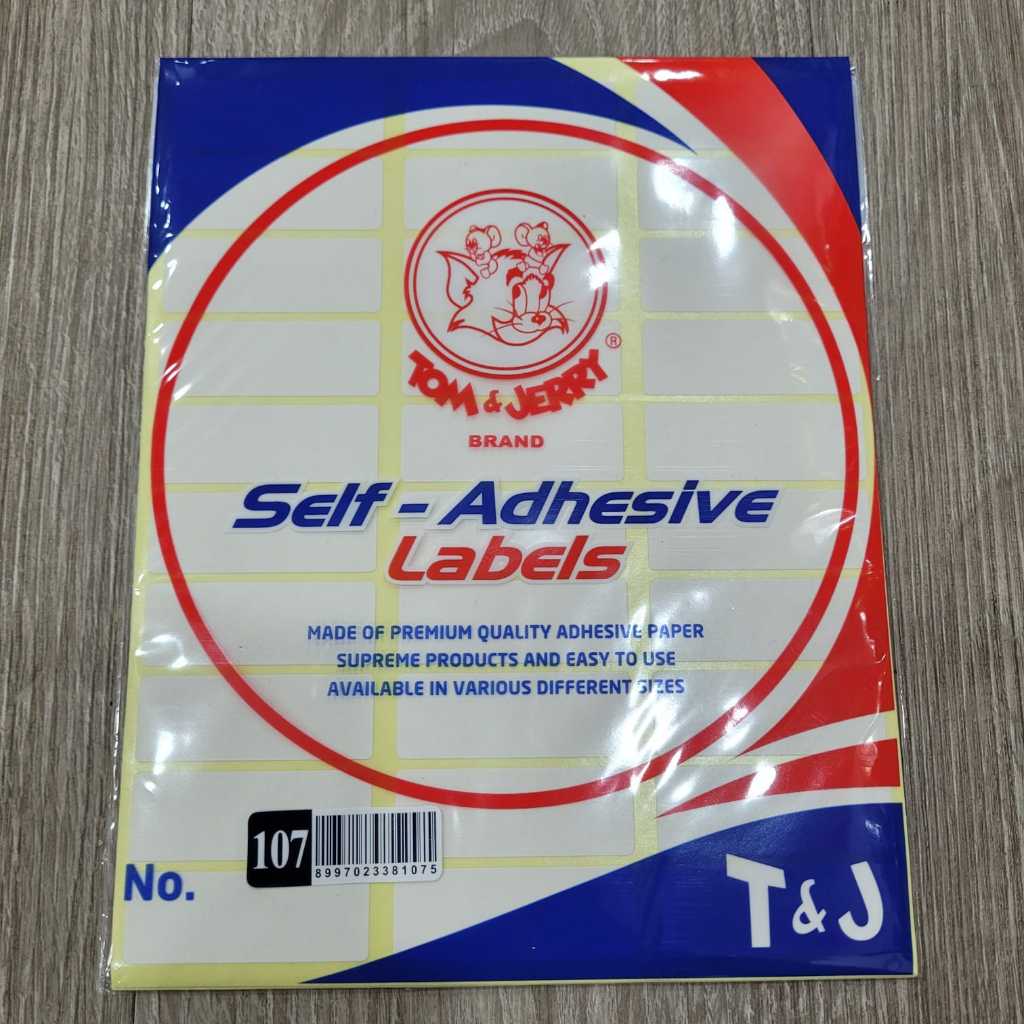 TOM & JERRY ®
BRAND
Self - Adhesive
Labels
MADE OF PREMIUM QUALITY ADHESIVE PAPER
SUPREME PRODUCTS AND EASY TO USE
AVAILABLE IN VARIOUS DIFFERENT SIZES
No.
107
8997023381075
T & J